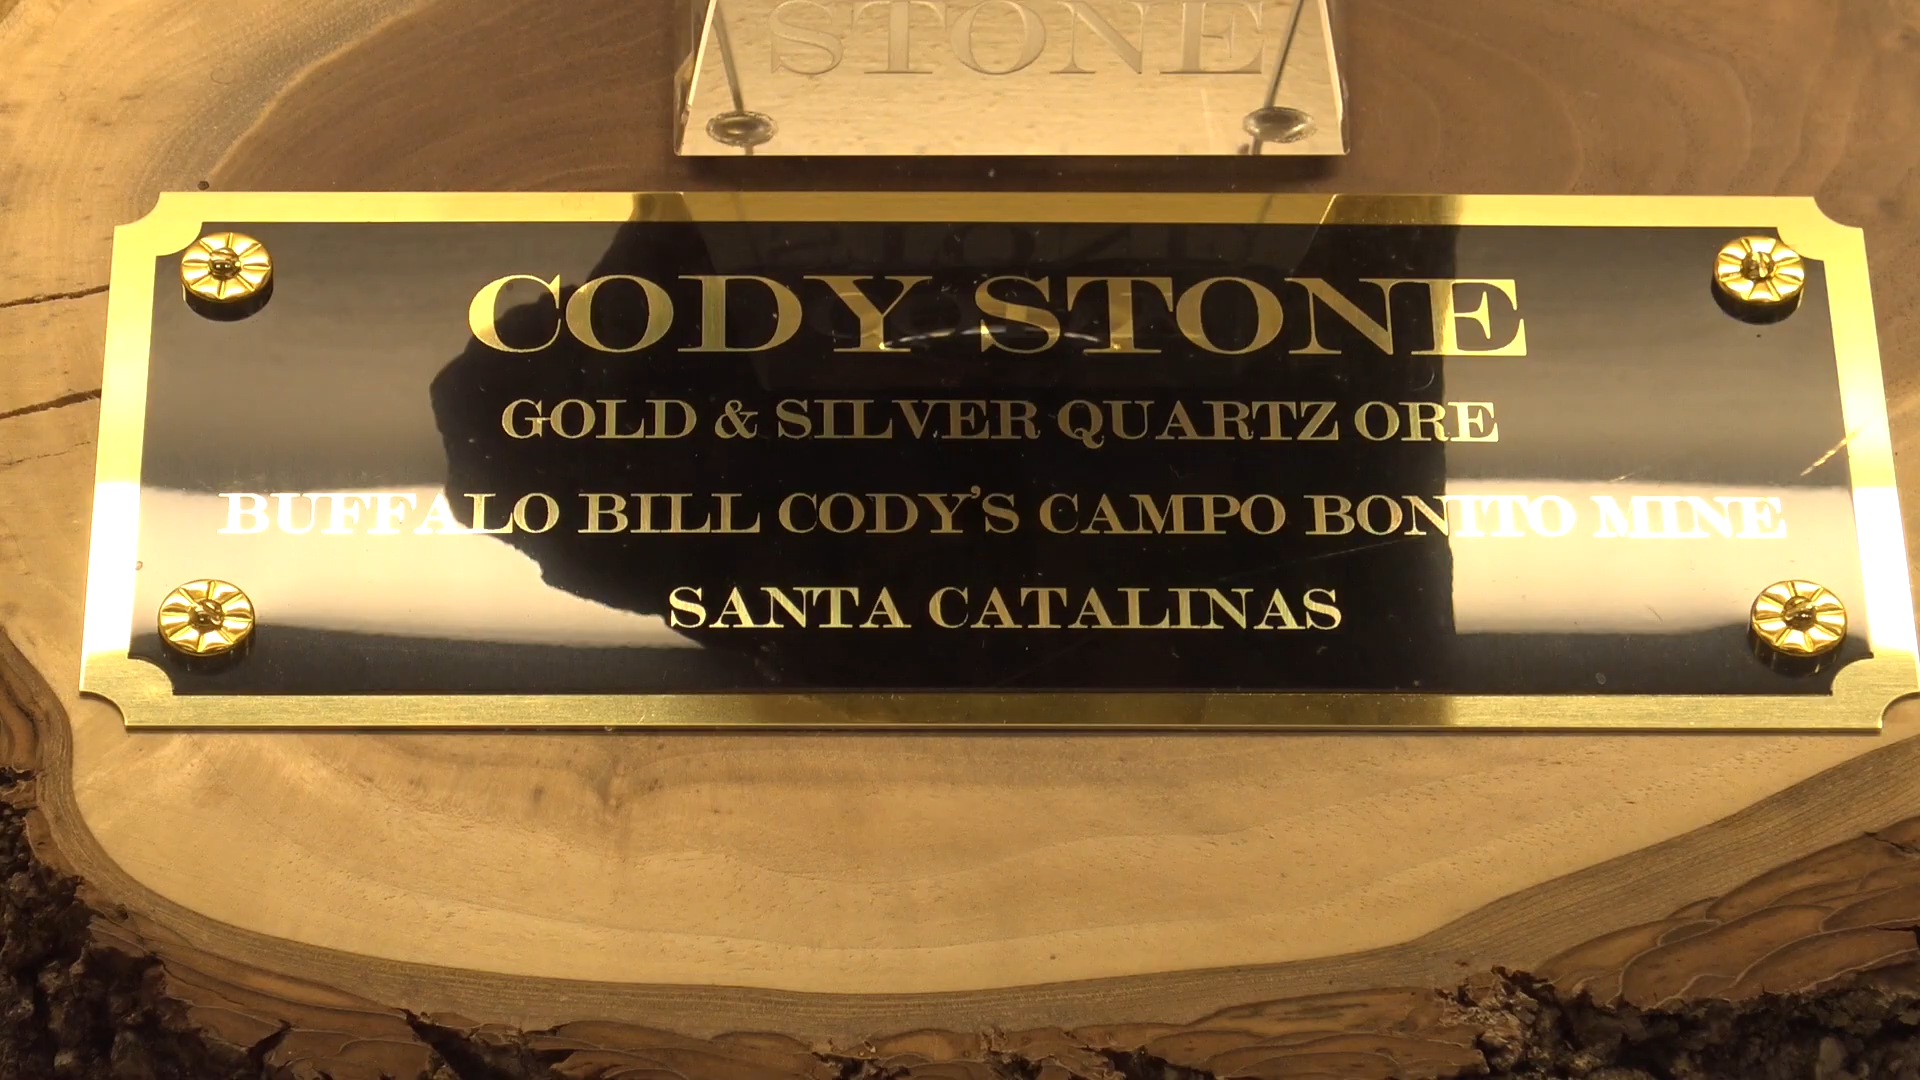 STONE
CODY STONE
GOLD & SILVER QUARTZ ORE
BUFFALO BILL CODY'S CAMPO BONITO MINE
SANTA CATALINAS